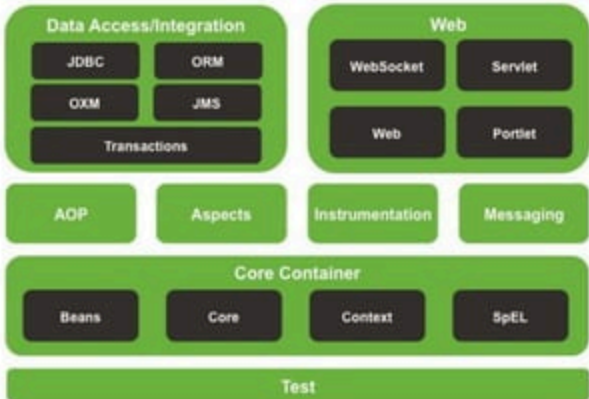 Data Access/Integration
JDBC ORM
OXM JMS
Transactions
Web
WebSocket Servlet
Web Portlet
AOP Aspects Instrumentation Messaging
Core Container
Beans Core Context SpEL
Test